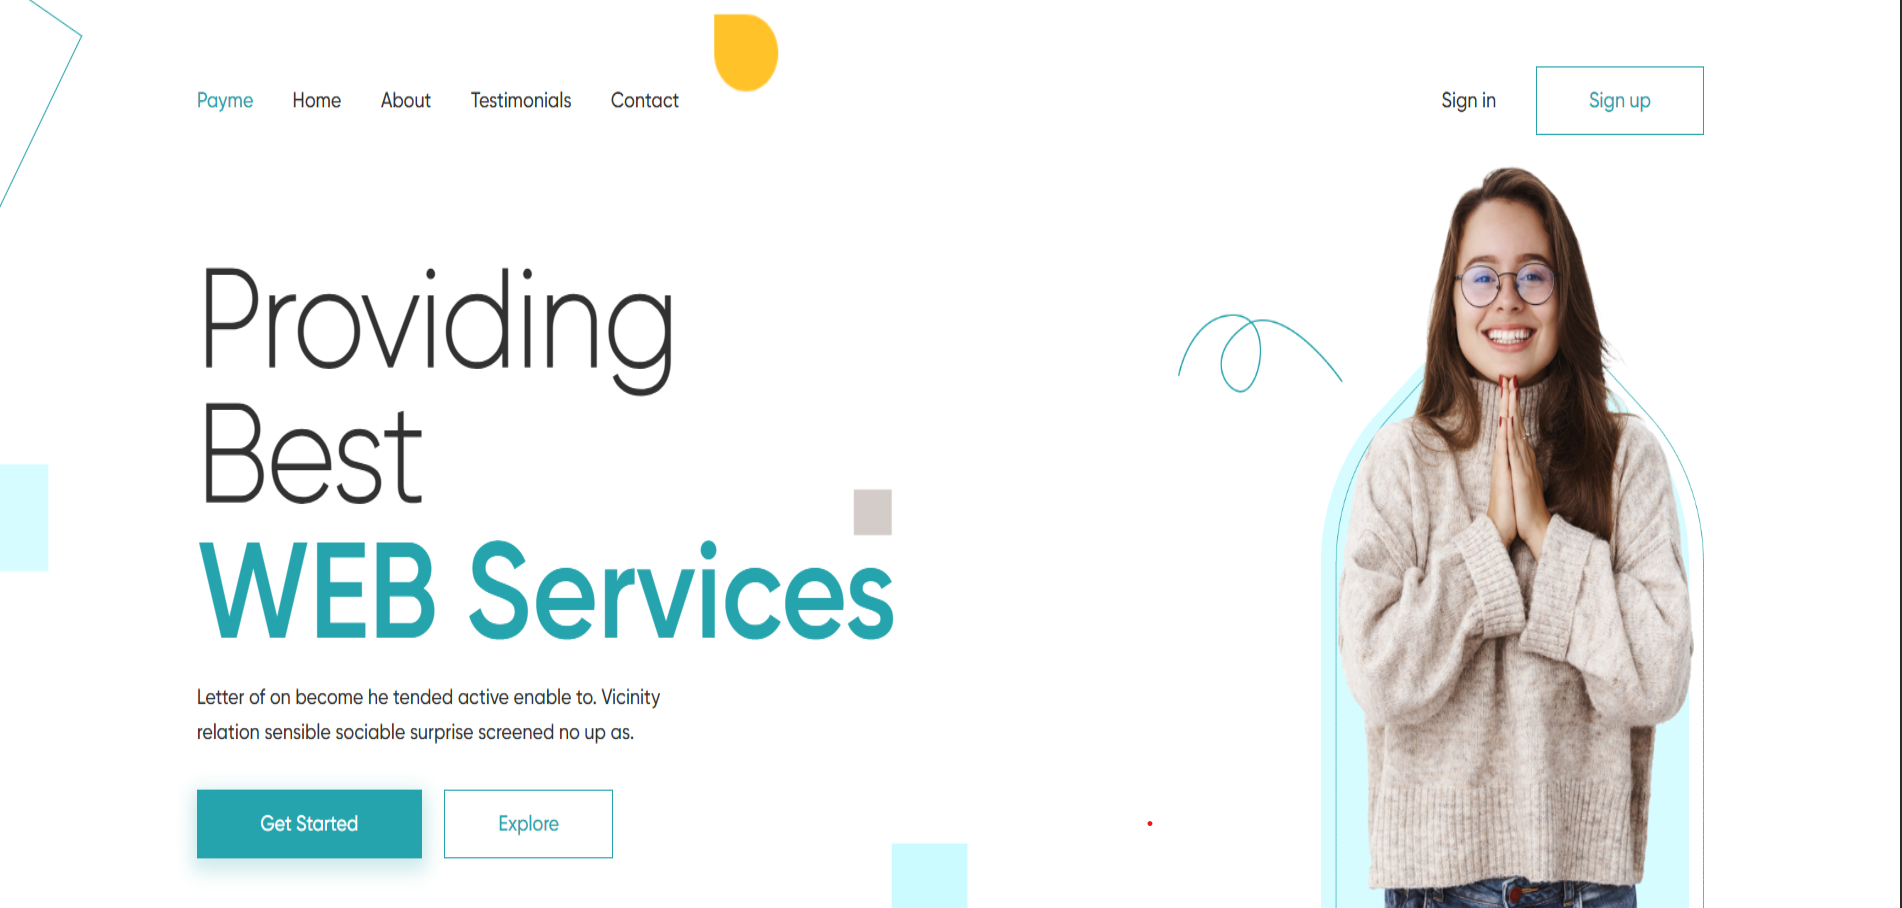 Payme Home About Testimonials Contact Sign in Sign up
Providing
Best
WEB Services
Letter of on become he tended active enable to. Vicinity
relation sensible sociable surprise screened no up as.
Get Started Explore